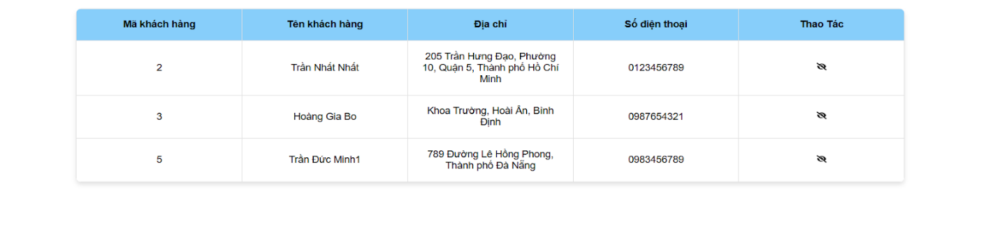 Mã khách hàng
Tên khách hàng
Địa chỉ
Số điện thoại
Thao Tác
2
Trần Nhất Nhất
205 Trần Hưng Đạo, Phường
10, Quận 5, Thành phố Hồ Chí
Minh
0123456789
3
Hoàng Gia Bo
Khoa Trường, Hoài Ân, Bình
Định
0987654321
5
Trần Đức Minh1
789 Đường Lê Hồng Phong,
Thành phố Đà Nẵng
0983456789